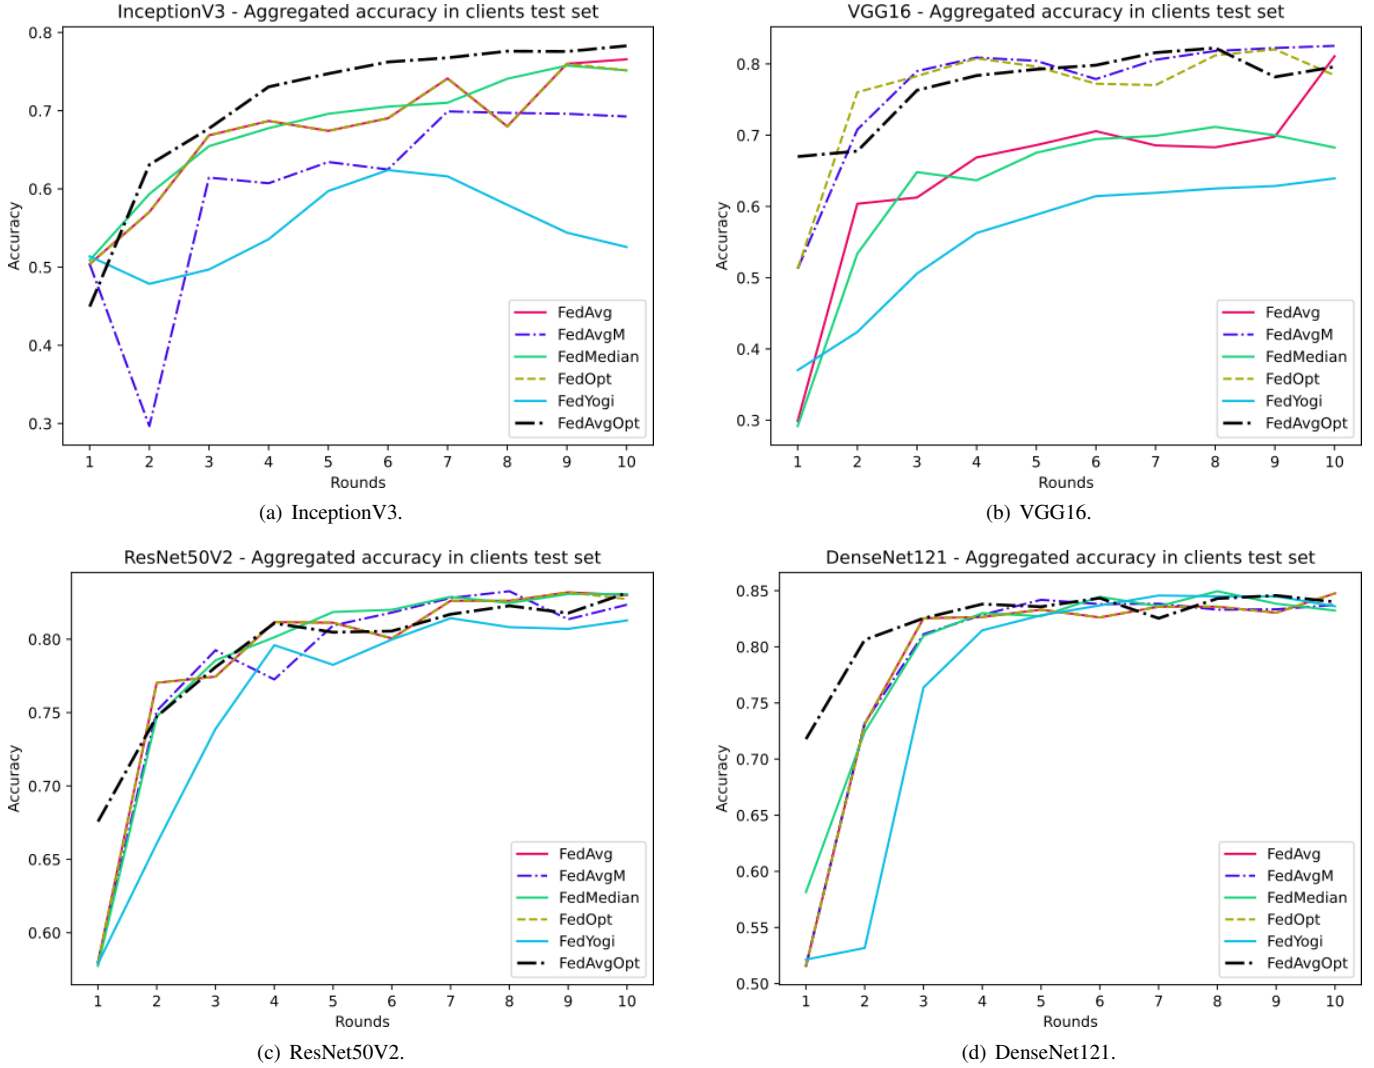 InceptionV3 - Aggregated accuracy in clients test set
0.8
0.7
0.6
0.5
0.4
0.3
Accuracy
1 2 3 4 5 6 7 8 9 10
Rounds
FedAvg
FedAvgM
FedMedian
FedOpt
FedYogi
FedAvgOpt
(a) InceptionV3.
VGG16 - Aggregated accuracy in clients test set
0.8
0.7
0.6
0.5
0.4
0.3
Accuracy
1 2 3 4 5 6 7 8 9 10
Rounds
FedAvg
FedAvgM
FedMedian
FedOpt
FedYogi
FedAvgOpt
(b) VGG16.
ResNet50V2 - Aggregated accuracy in clients test set
0.80
0.75
0.70
0.65
0.60
Accuracy
1 2 3 4 5 6 7 8 9 10
Rounds
FedAvg
FedAvgM
FedMedian
FedOpt
FedYogi
FedAvgOpt
(c) ResNet50V2.
DenseNet121 - Aggregated accuracy in clients test set
0.85
0.80
0.75
0.70
0.65
0.60
0.55
0.50
Accuracy
1 2 3 4 5 6 7 8 9 10
Rounds
FedAvg
FedAvgM
FedMedian
FedOpt
FedYogi
FedAvgOpt
(d) DenseNet121.